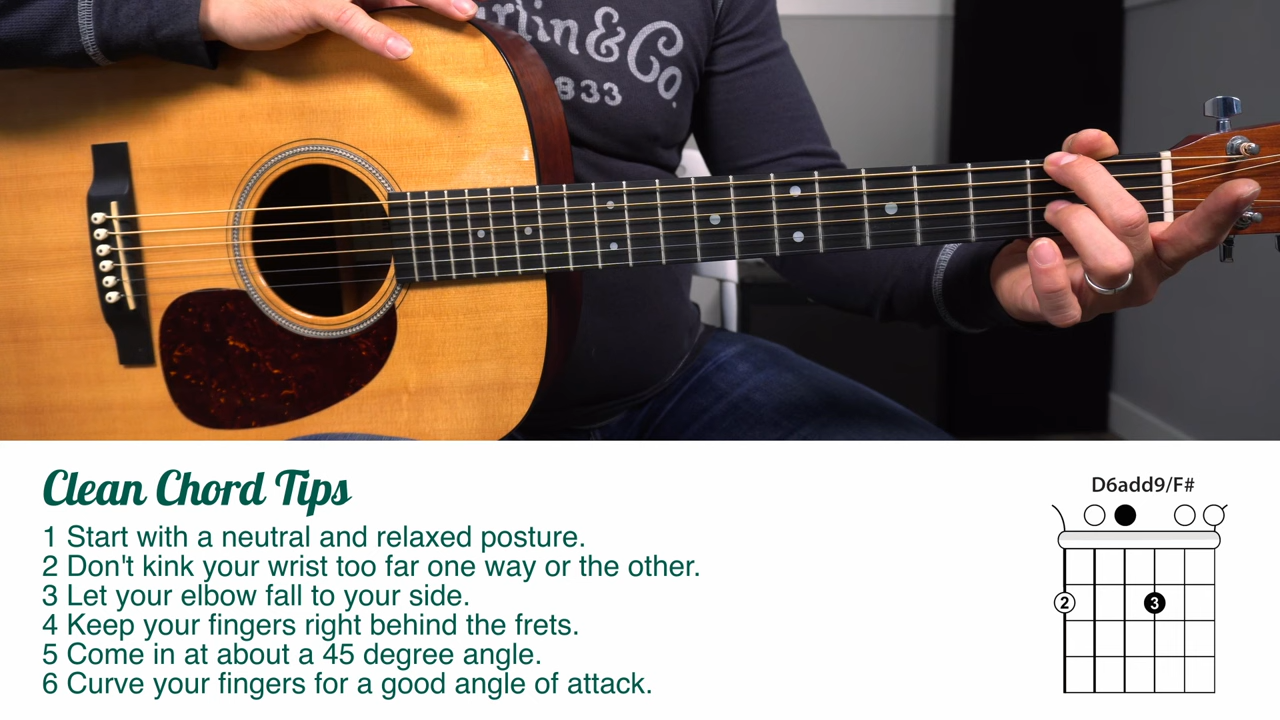 rtin & Co.
1833
Clean Chord Tips
1 Start with a neutral and relaxed posture.
2 Don't kink your wrist too far one way or the other.
3 Let your elbow fall to your side.
4 Keep your fingers right behind the frets.
5 Come in at about a 45 degree angle.
6 Curve your fingers for a good angle of attack.
D6add9/F#
2 3